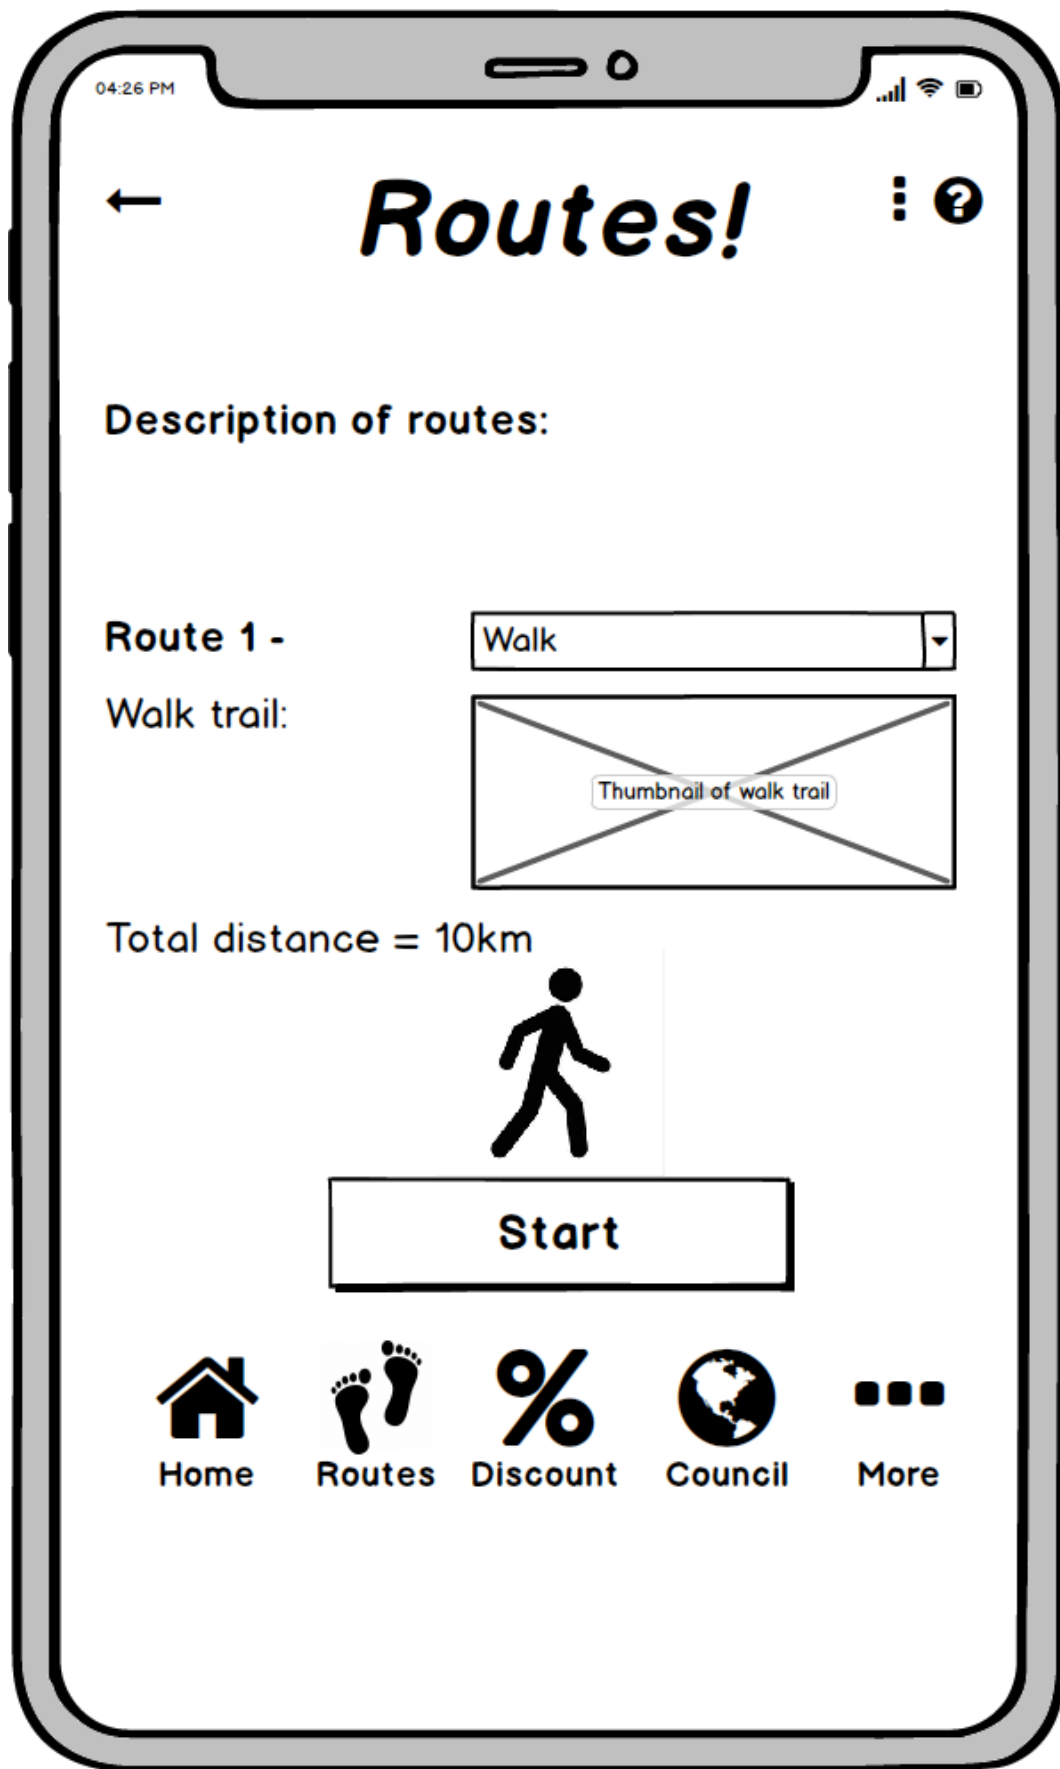 04:26 PM
Routes!
Description of routes:
Route 1 -
Walk
Walk trail:
Thumbnail of walk trail
Total distance = 10km
Start
Home
Routes
Discount
Council
More